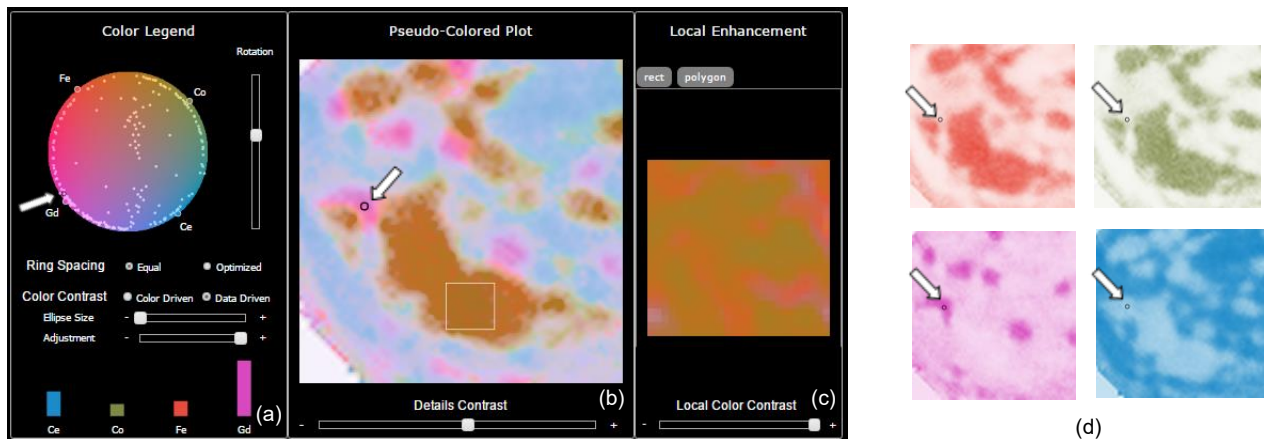 Color Legend
Rotation
Fe
Co
Gd
Ce
Ring Spacing
Equal
Optimized
Color Contrast
Color Driven
Data Driven
Ellipse Size
-
+
Adjustment
-
+
Ce
Co
Fe
Gd
(a)
Pseudo-Colored Plot
(b)
Details Contrast
-
+
Local Enhancement
rect
polygon
(c)
Local Color Contrast
-
+
(d)